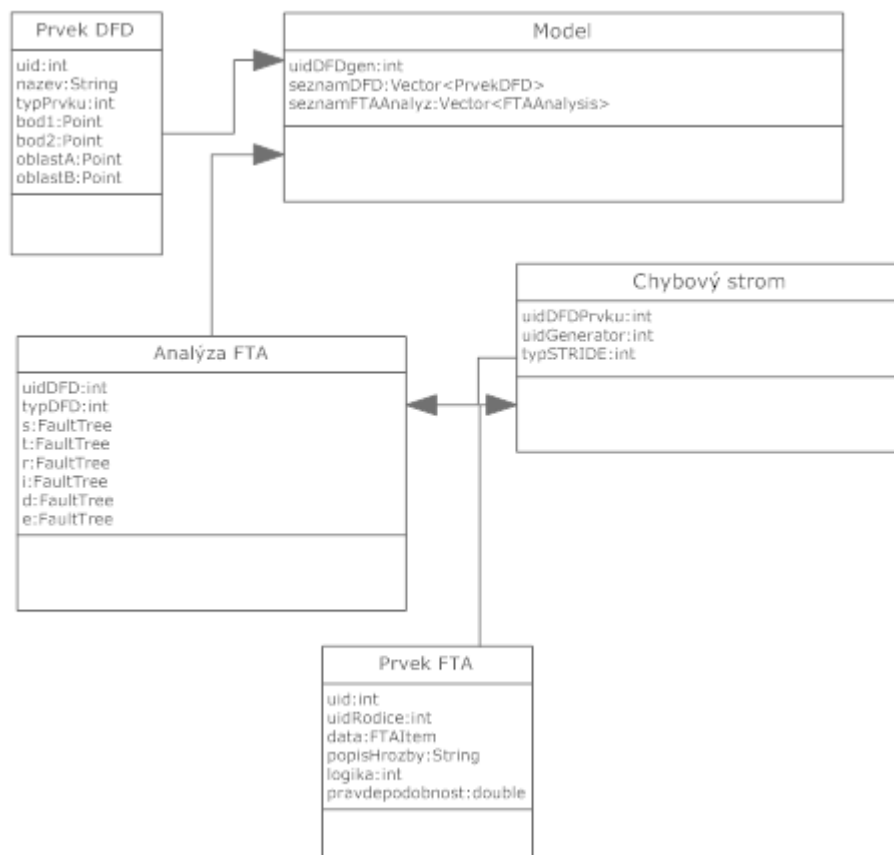 Prvek DFD
uid:int
nazev:String
typPrvku:int
bod1:Point
bod2:Point
oblastA:Point
oblastB:Point
Model
uidDFDgen:int
seznamDFD:Vector<PrvekDFD>
seznamFTAAnalyz:Vector<FTAAnalysis>
Chybový strom
uidDFDPrvku:int
uidGenerator:int
typSTRIDE:int
Analýza FTA
uidDFD:int
typDFD:int
s:FaultTree
t:FaultTree
r:FaultTree
i:FaultTree
d:FaultTree
e:FaultTree
Prvek FTA
uid:int
uidRodice:int
data:FTAItem
popisHrozby:String
logika:int
pravdepodobnost:double